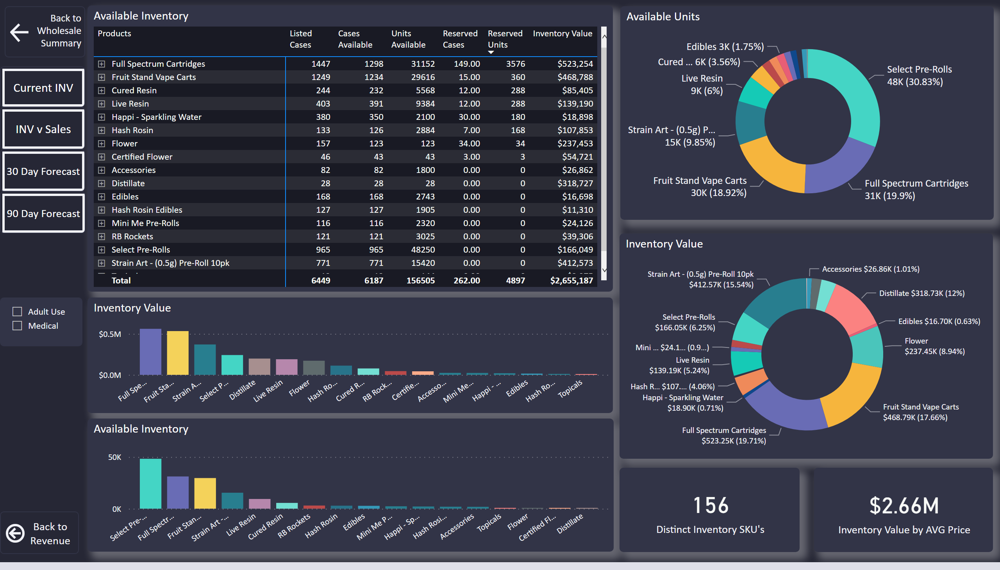 Back to
Wholesale
Summary
Current INV
INV v Sales
30 Day Forecast
90 Day Forecast
Adult Use
Medical
Back to
Revenue
Available Inventory
Products Listed Cases Cases Available Units Available Reserved Cases Reserved Units Inventory Value
Full Spectrum Cartridges 1447 1298 31152 149.00 3576 $523,254
Fruit Stand Vape Carts 1249 1234 29616 15.00 360 $468,788
Cured Resin 244 232 5568 12.00 288 $85,405
Live Resin 403 391 9384 12.00 288 $139,190
Happi - Sparkling Water 380 350 2100 30.00 180 $18,898
Hash Rosin 133 126 2884 7.00 168 $107,853
Flower 157 123 123 34.00 34 $237,453
Certified Flower 46 43 43 3.00 3 $54,721
Accessories 82 82 1800 0.00 0 $26,862
Distillate 28 28 28 0.00 0 $318,727
Edibles 168 168 2743 0.00 0 $16,698
Hash Rosin Edibles 127 127 1905 0.00 0 $11,310
Mini Me Pre-Rolls 116 116 2320 0.00 0 $24,126
RB Rockets 121 121 3025 0.00 0 $39,306
Select Pre-Rolls 965 965 48250 0.00 0 $166,049
Strain Art - (0.5g) Pre-Roll 10pk 771 771 15420 0.00 0 $412,573
Total 6449 6187 156505 262.00 4897 $2,655,187
Inventory Value
$0.5M
$0.0M
Full Spe...
Fruit Sta...
Strain A...
Select P...
Distillate
Live Resin
Flower
Hash Ro...
Cured R...
RB Rock...
Certifie...
Accesso...
Mini Me...
Happi - ...
Edibles
Hash Ro...
Topicals
Available Inventory
50K
0K
Select Pre-...
Full Spectr...
Fruit Stan...
Strain Art -...
Live Resin
Cured Resin
RB Rockets
Hash Rosin
Edibles
Mini Me P...
Happi - Sp...
Hash Rosi...
Accessories
Topicals
Flower
Certified Fl...
Distillate
Available Units
Edibles 3K (1.75%)
Cured ... 6K (3.56%)
Live Resin
9K (6%)
Strain Art - (0.5g) P...
15K (9.85%)
Fruit Stand Vape Carts
30K (18.92%)
Select Pre-Rolls
48K (30.83%)
Full Spectrum Cartridges
31K (19.9%)
Inventory Value
Strain Art - (0.5g) Pre-Roll 10pk
$412.57K (15.54%)
Select Pre-Rolls
$166.05K (6.25%)
Mini ... $24.1... (0.9...)
Live Resin
$139.19K (5.24%)
Hash R... $107.... (4.06%)
Happi - Sparkling Water
$18.90K (0.71%)
Full Spectrum Cartridges
$523.25K (19.71%)
Accessories $26.86K (1.01%)
Distillate $318.73K (12%)
Edibles $16.70K (0.63%)
Flower
$237.45K (8.94%)
Fruit Stand Vape Carts
$468.79K (17.66%)
156
Distinct Inventory SKU's
$2.66M
Inventory Value by AVG Price